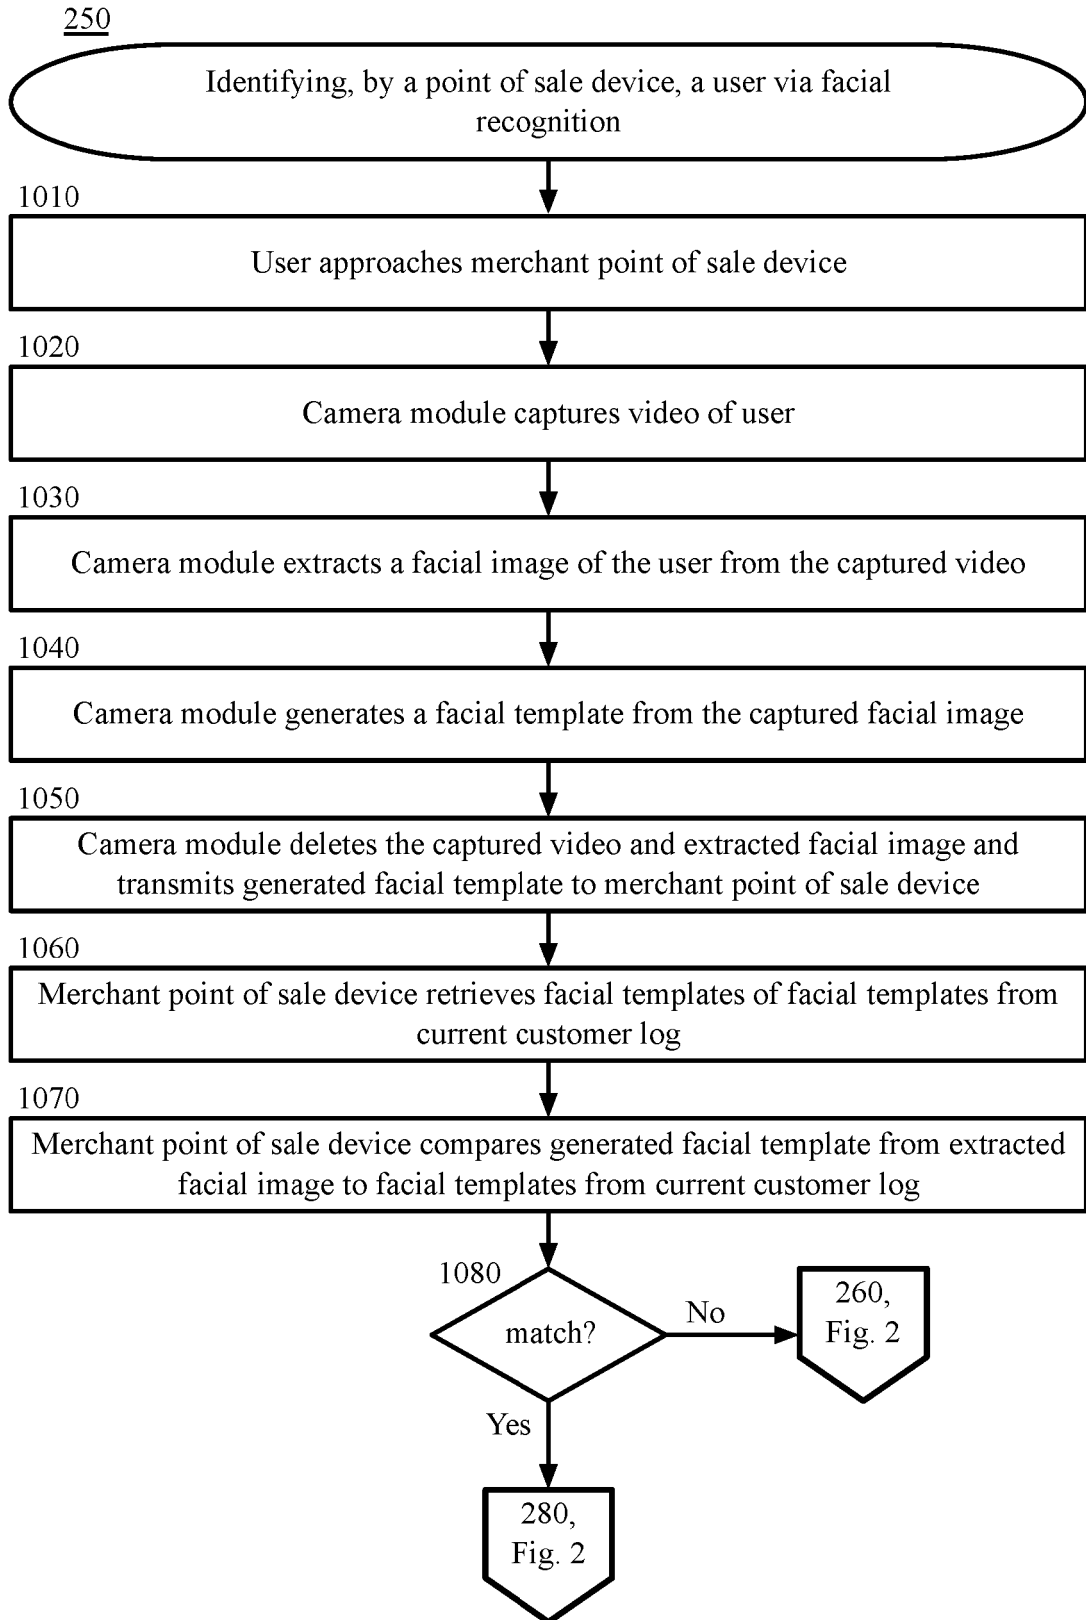 250
Identifying, by a point of sale device, a user via facial
recognition
1010
User approaches merchant point of sale device
1020
Camera module captures video of user
1030
Camera module extracts a facial image of the user from the captured video
1040
Camera module generates a facial template from the captured facial image
1050
Camera module deletes the captured video and extracted facial image and
transmits generated facial template to merchant point of sale device
1060
Merchant point of sale device retrieves facial templates of facial templates from
current customer log
1070
Merchant point of sale device compares generated facial template from extracted
facial image to facial templates from current customer log
1080
match?
No
260,
Fig. 2
Yes
280,
Fig. 2